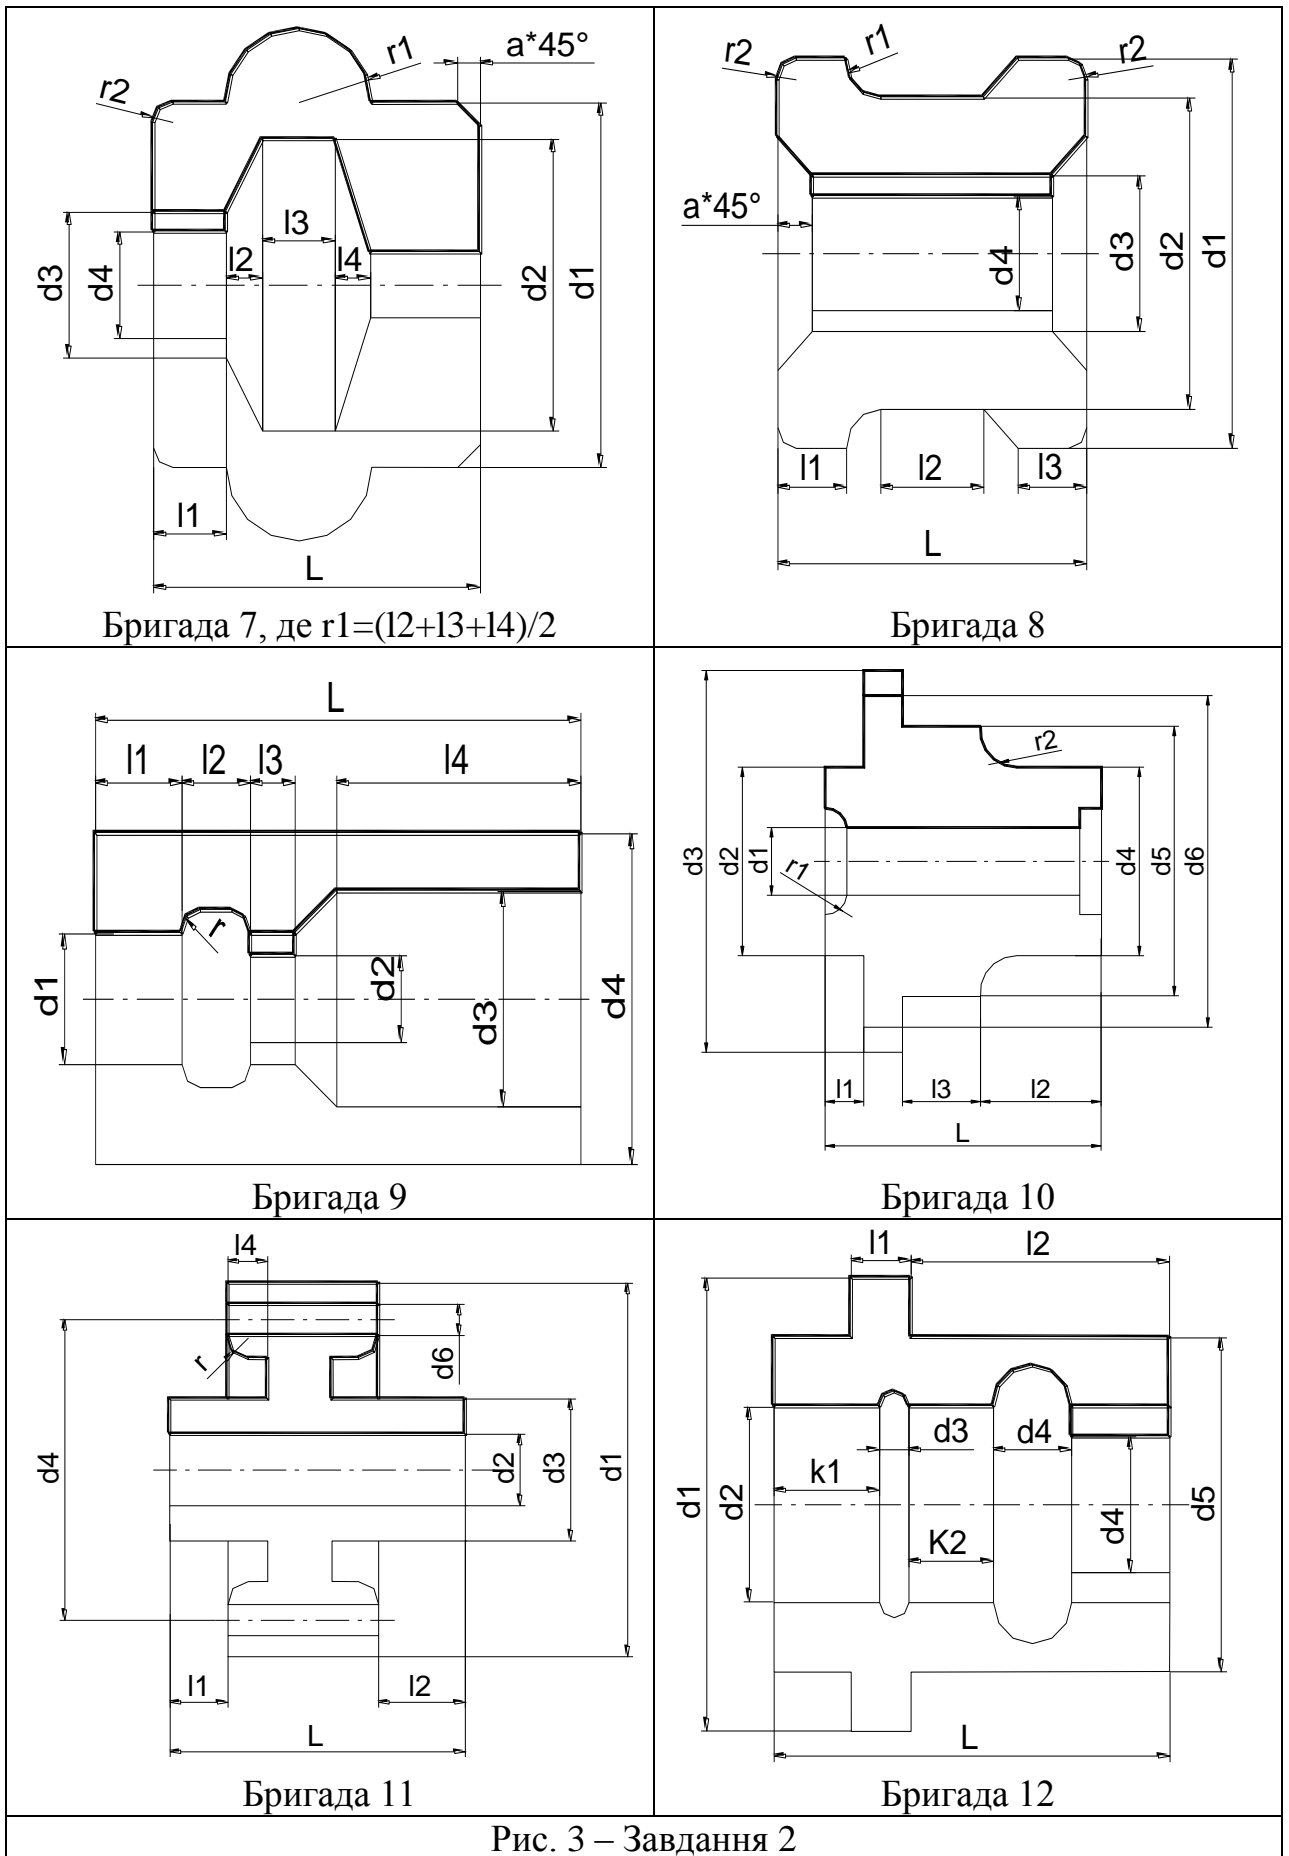 r2
r1
a*45°
d3
d4
l2
l3
l4
d2
d1
l1
L
Бригада 7, де r1=(l2+l3+l4)/2
r2
r1
r2
a*45°
d4
d3
d2
d1
l1
l2
l3
L
Бригада 8
L
l1
l2
l3
l4
r
d1
d2
d3
d4
Бригада 9
r2
d3
d2
d1
r1
d4
d5
d6
l1
l3
l2
L
Бригада 10
l4
r
d6
d4
d2
d3
d1
l1
l2
L
Бригада 11
l1
l2
d3
d4
k1
d1
d2
K2
d4
d5
L
Бригада 12
Рис. 3 – Завдання 2